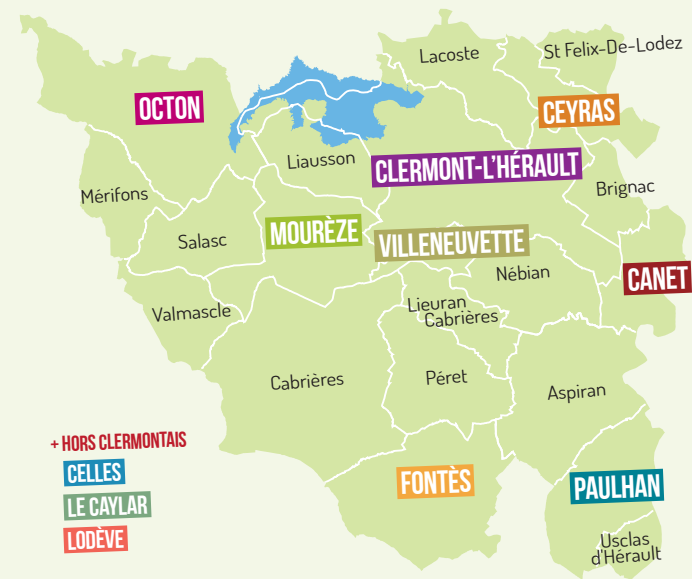 Lacoste
St Felix-De-Lodez
OCTON
CEYRAS
Liausson
CLERMONT-L'HÉRAULT
Mérifons
Brignac
Salasc
MOURÈZE
VILLENEUVETTE
Nébian
CANET
Valmascle
Lieuran
Cabrières
Cabrières
Péret
Aspiran
+ HORS CLERMONTAIS
CELLES
LE CAYLAR
LODÈVE
FONTÈS
PAULHAN
Usclas
d'Hérault